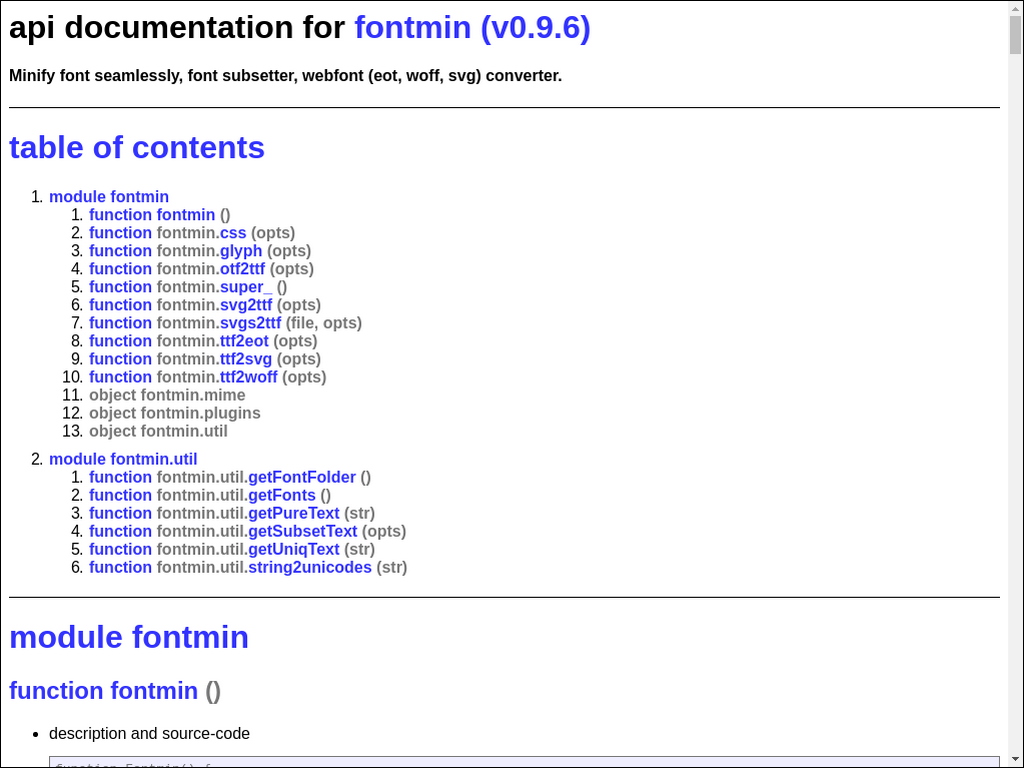 api documentation for fontmin (v0.9.6)
Minify font seamlessly, font subsetter, webfont (eot, woff, svg) converter.
table of contents
1. module fontmin
1. function fontmin ()
2. function fontmin.css (opts)
3. function fontmin.glyph (opts)
4. function fontmin.otf2ttf (opts)
5. function fontmin.super_ ()
6. function fontmin.svg2ttf (opts)
7. function fontmin.svgs2ttf (file, opts)
8. function fontmin.ttf2eot (opts)
9. function fontmin.ttf2svg (opts)
10. function fontmin.ttf2woff (opts)
11. object fontmin.mime
12. object fontmin.plugins
13. object fontmin.util
2. module fontmin.util
1. function fontmin.util.getFontFolder ()
2. function fontmin.util.getFonts ()
3. function fontmin.util.getPureText (str)
4. function fontmin.util.getSubsetText (opts)
5. function fontmin.util.getUniqText (str)
6. function fontmin.util.string2unicodes (str)
module fontmin
function fontmin ()
• description and source-code
function Fontmin() {